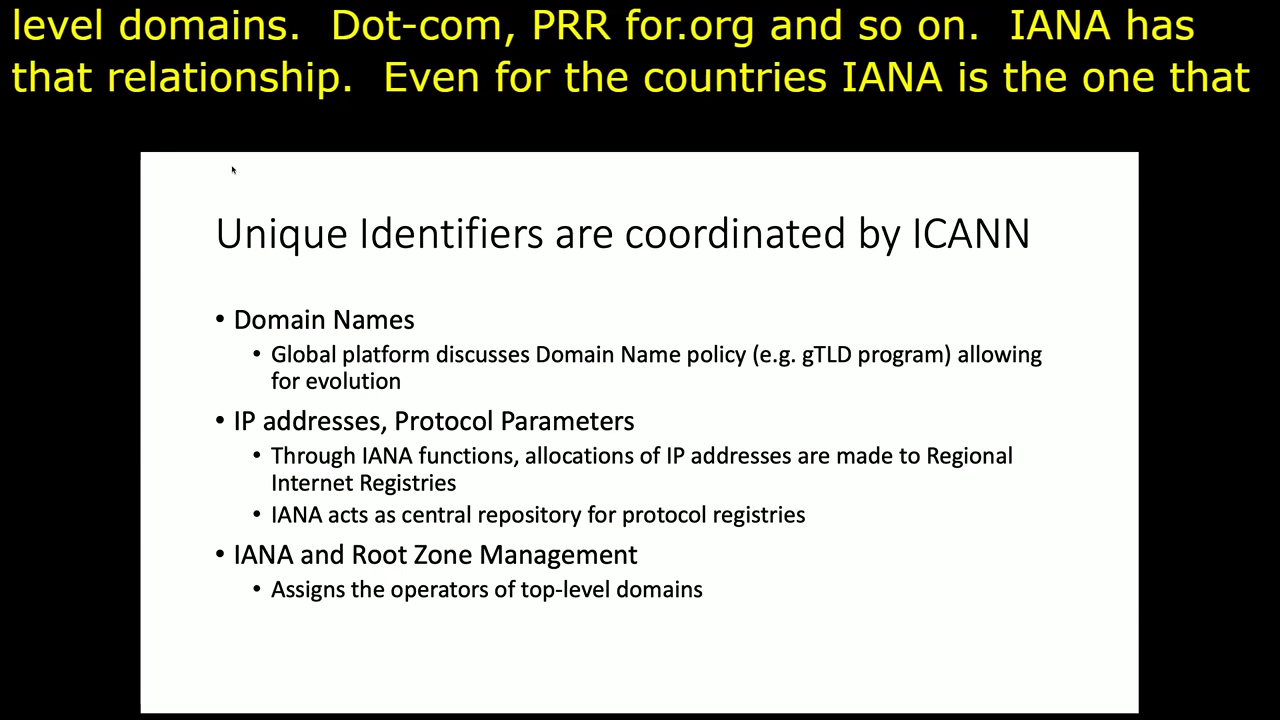 level domains.  Dot-com, PRR for.org and so on.  IANA has
that relationship.  Even for the countries IANA is the one that
Unique Identifiers are coordinated by ICANN
• Domain Names
• Global platform discusses Domain Name policy (e.g. gTLD program) allowing
for evolution
• IP addresses, Protocol Parameters
• Through IANA functions, allocations of IP addresses are made to Regional
Internet Registries
• IANA acts as central repository for protocol registries
• IANA and Root Zone Management
• Assigns the operators of top-level domains